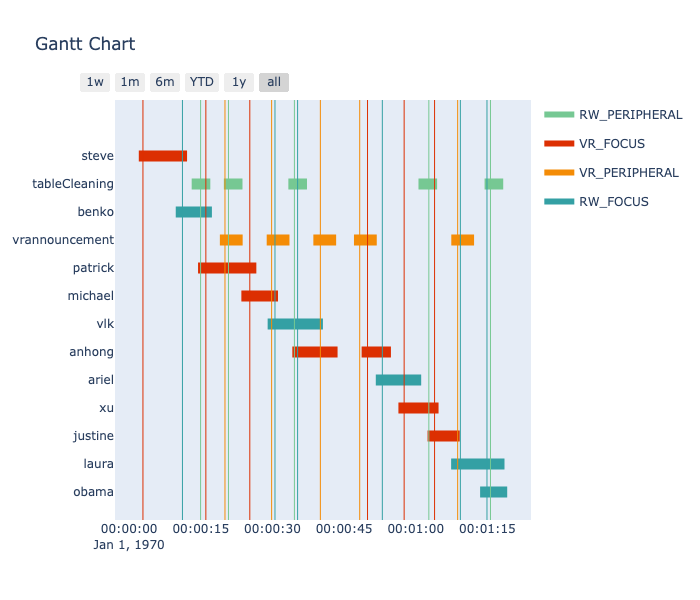 Gantt Chart
1w 1m 6m YTD 1y all
RW_PERIPHERAL
VR_FOCUS
VR_PERIPHERAL
RW_FOCUS
steve
tableCleaning
benko
vrannouncement
patrick
michael
vlk
anhong
ariel
xu
justine
laura
obama
00:00:00 00:00:15 00:00:30 00:00:45 00:01:00 00:01:15
Jan 1, 1970